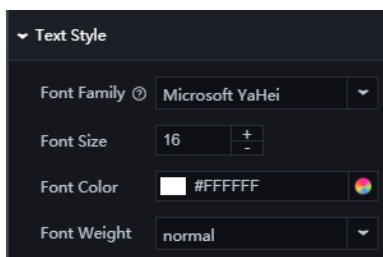 Text Style
Font Family
Microsoft YaHei
Font Size
16
+
-
Font Color
#FFFFFF
Font Weight
normal